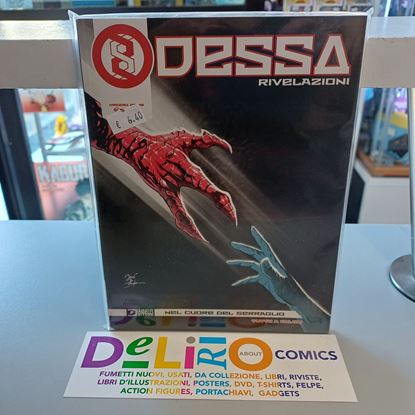 ODESSA
RIVELAZIONI
€ 6.40
NEL CUORE DEL SERRAGLIO
DeLiRiO ABOUT COMICS
FUMETTI NUOVI, USATI, DA COLLEZIONE, LIBRI, RIVISTE,
LIBRI D'ILLUSTRAZIONI, POSTERS, DVD, T-SHIRTS, FELPE,
ACTION FIGURES, PORTACHIAVI, GADGETS